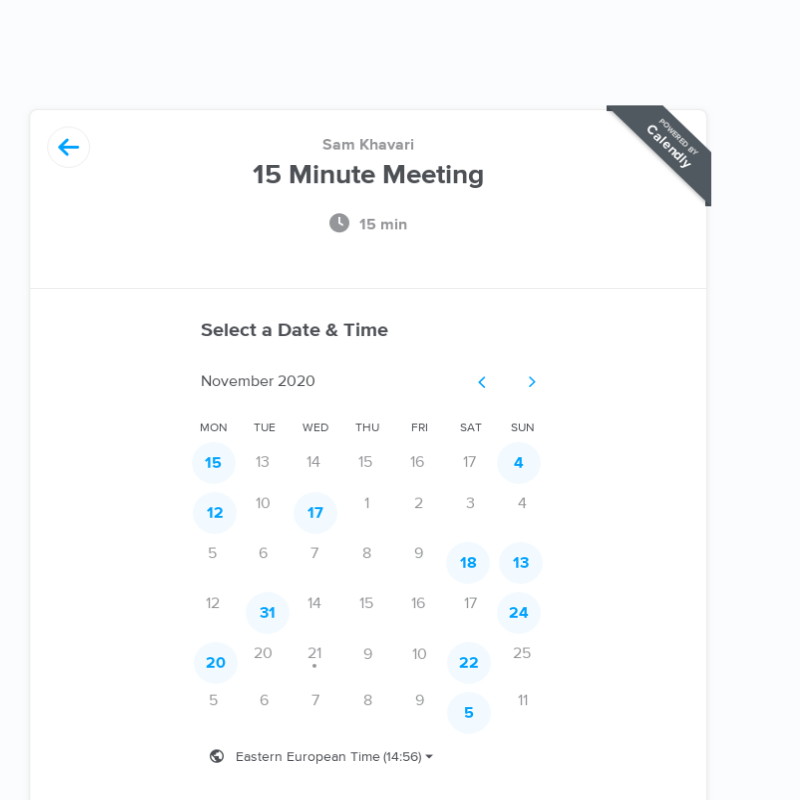 POWERED BY
Calendly
Sam Khavari
15 Minute Meeting
15 min
Select a Date & Time
November 2020
MON TUE WED THU FRI SAT SUN
15 13 14 15 16 17 4
12 10 17 1 2 3 4
5 6 7 8 9 18 13
12 31 14 15 16 17 24
20 20 21 9 10 22 25
5 6 7 8 9 5 11
Eastern European Time (14:56)